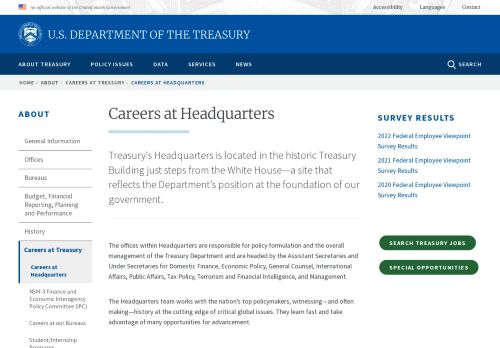 An official website of the United States Government
Accessibility Languages Contact
U.S. DEPARTMENT OF THE TREASURY
ABOUT TREASURY POLICY ISSUES DATA SERVICES NEWS SEARCH
HOME › ABOUT › CAREERS AT TREASURY › CAREERS AT HEADQUARTERS
ABOUT
General Information
Offices
Bureaus
Budget, Financial
Reporting, Planning
and Performance
History
Careers at Treasury
Careers at
Headquarters
NSM-3 Finance and
Economic Interagency
Policy Committee (IPC)
Careers at our Bureaus
Student/Internship
Programs
Careers at Headquarters
Treasury's Headquarters is located in the historic Treasury
Building just steps from the White House—a site that
reflects the Department's position at the foundation of our
government.
The offices within Headquarters are responsible for policy formulation and the overall
management of the Treasury Department and are headed by the Assistant Secretaries and
Under Secretaries for Domestic Finance, Economic Policy, General Counsel, International
Affairs, Public Affairs, Tax Policy, Terrorism and Financial Intelligence, and Management.
The Headquarters team works with the nation's top policymakers, witnessing—and often
making—history at the cutting edge of critical global issues. They learn fast and take
advantage of many opportunities for advancement.
SURVEY RESULTS
2022 Federal Employee Viewpoint
Survey Results
2021 Federal Employee Viewpoint
Survey Results
2020 Federal Employee Viewpoint
Survey Results
SEARCH TREASURY JOBS
SPECIAL OPPORTUNITIES